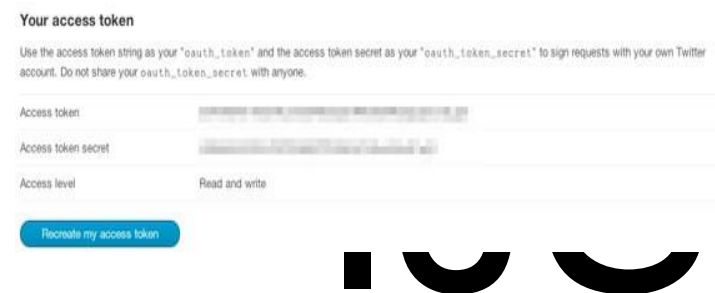 Your access token
Use the access token string as your "oauth_token" and the access token secret as your "oauth_token_secret" to sign requests with your own Twitter
account. Do not share your oauth_token_secret with anyone.
Access token
Access token secret
Access level Read and write
Recreate my access token